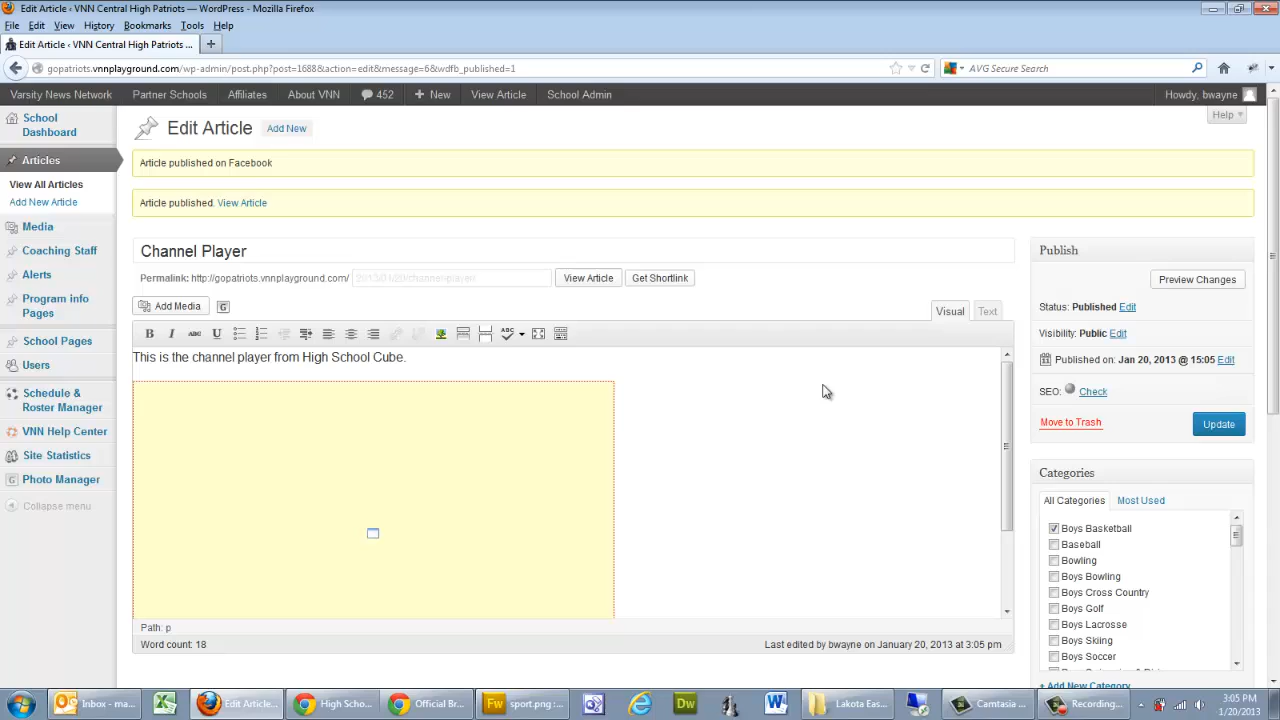 Edit Article ‹ VNN Central High Patriots — WordPress - Mozilla Firefox
File Edit View History Bookmarks Tools Help
Edit Article ‹ VNN Central High Patriots ... +
gopatriots.vnnplayground.com/wp-admin/post.php?post=1688&action=edit&message=6&wdfb_published=1
AVG Secure Search
Varsity News Network Partner Schools Affiliates About VNN 452 + New View Article School Admin Howdy, bwayne
School Dashboard
Articles
View All Articles
Add New Article
Media
Coaching Staff
Alerts
Program info Pages
School Pages
Users
Schedule & Roster Manager
VNN Help Center
Site Statistics
Photo Manager
Collapse menu
Help
Edit Article Add New
Article published on Facebook
Article published. View Article
Channel Player
Permalink: http://gopatriots.vnnplayground.com/ 2013/01/20/channel-player/ View Article Get Shortlink
Add Media G
Visual Text
B I ABC U ABC
This is the channel player from High School Cube.
Path: p
Word count: 18 Last edited by bwayne on January 20, 2013 at 3:05 pm
Publish
Preview Changes
Status: Published Edit
Visibility: Public Edit
Published on: Jan 20, 2013 @ 15:05 Edit
SEO: Check
Move to Trash Update
Categories
All Categories Most Used
Boys Basketball
Baseball
Bowling
Boys Bowling
Boys Cross Country
Boys Golf
Boys Lacrosse
Boys Skiing
Boys Soccer
+ Add New Category
Inbox - ma... Edit Article... High Scho... Official Br... Fw sport.png : ... Dw Lakota Eas... Camtasia ... Recording...
3:05 PM
1/20/2013